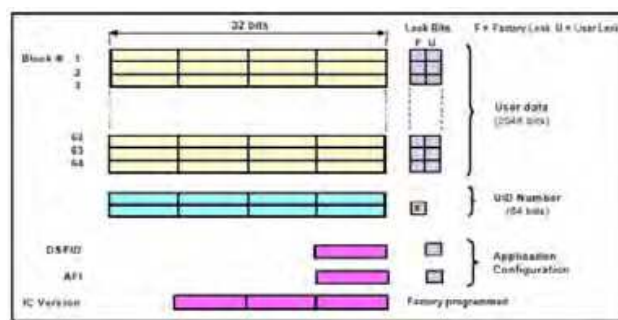 32 bits
Lock Bits
F = Factory Lock U = User Lock
F U
Block # 1
2
3
User data
(2048 bits)
62
63
64
UID Number
(64 bits)
DSFID
Application
Configuration
AFI
IC Version
Factory programmed